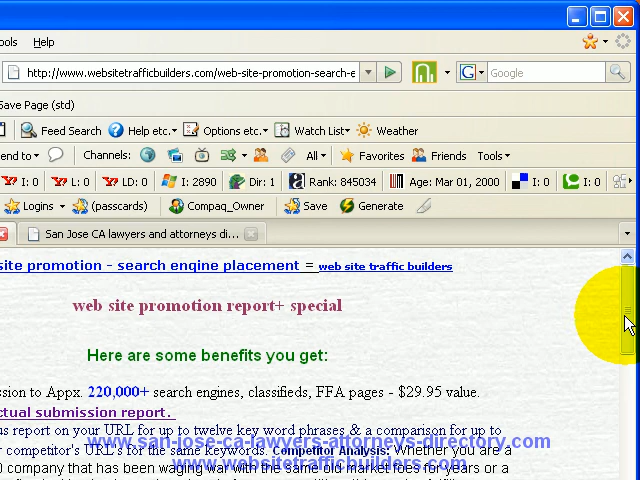 ools Help
http://www.websitetrafficbuilders.com/web-site-promotion-search-e G Google
Save Page (std)
Feed Search Help etc. Options etc. Watch List Weather
end to Channels: All Favorites Friends Tools
I: 0 L: 0 LD: 0 I: 2890 Dir: 1 Rank: 845034 Age: Mar 01, 2000 I: 0 I: 0
Logins (passcards) Compaq_Owner Save Generate
San Jose CA lawyers and attorneys di...
site promotion - search engine placement = web site traffic builders
web site promotion report+ special
Here are some benefits you get:
ssion to Appx. 220,000+ search engines, classifieds, FFA pages - $29.95 value.
ctual submission report.
us report on your URL for up to twelve key word phrases & a comparison for up to
www.san-jose-ca-lawyers-attorneys-directory.com
r competitor's URL's for the same keywords. Competitor Analysis: Whether you are a
www.websitetrafficbuilders.com
0 company that has been waging war with the same old market foes for years or a